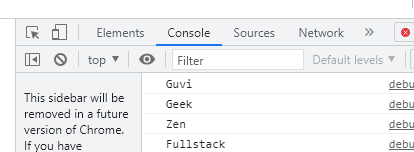 Elements Console Sources Network »
top ▼ Filter Default levels ▼
This sidebar will
be removed in a future
version of Chrome.
If you have
Guvi debu
Geek debu
Zen debu
Fullstack debu